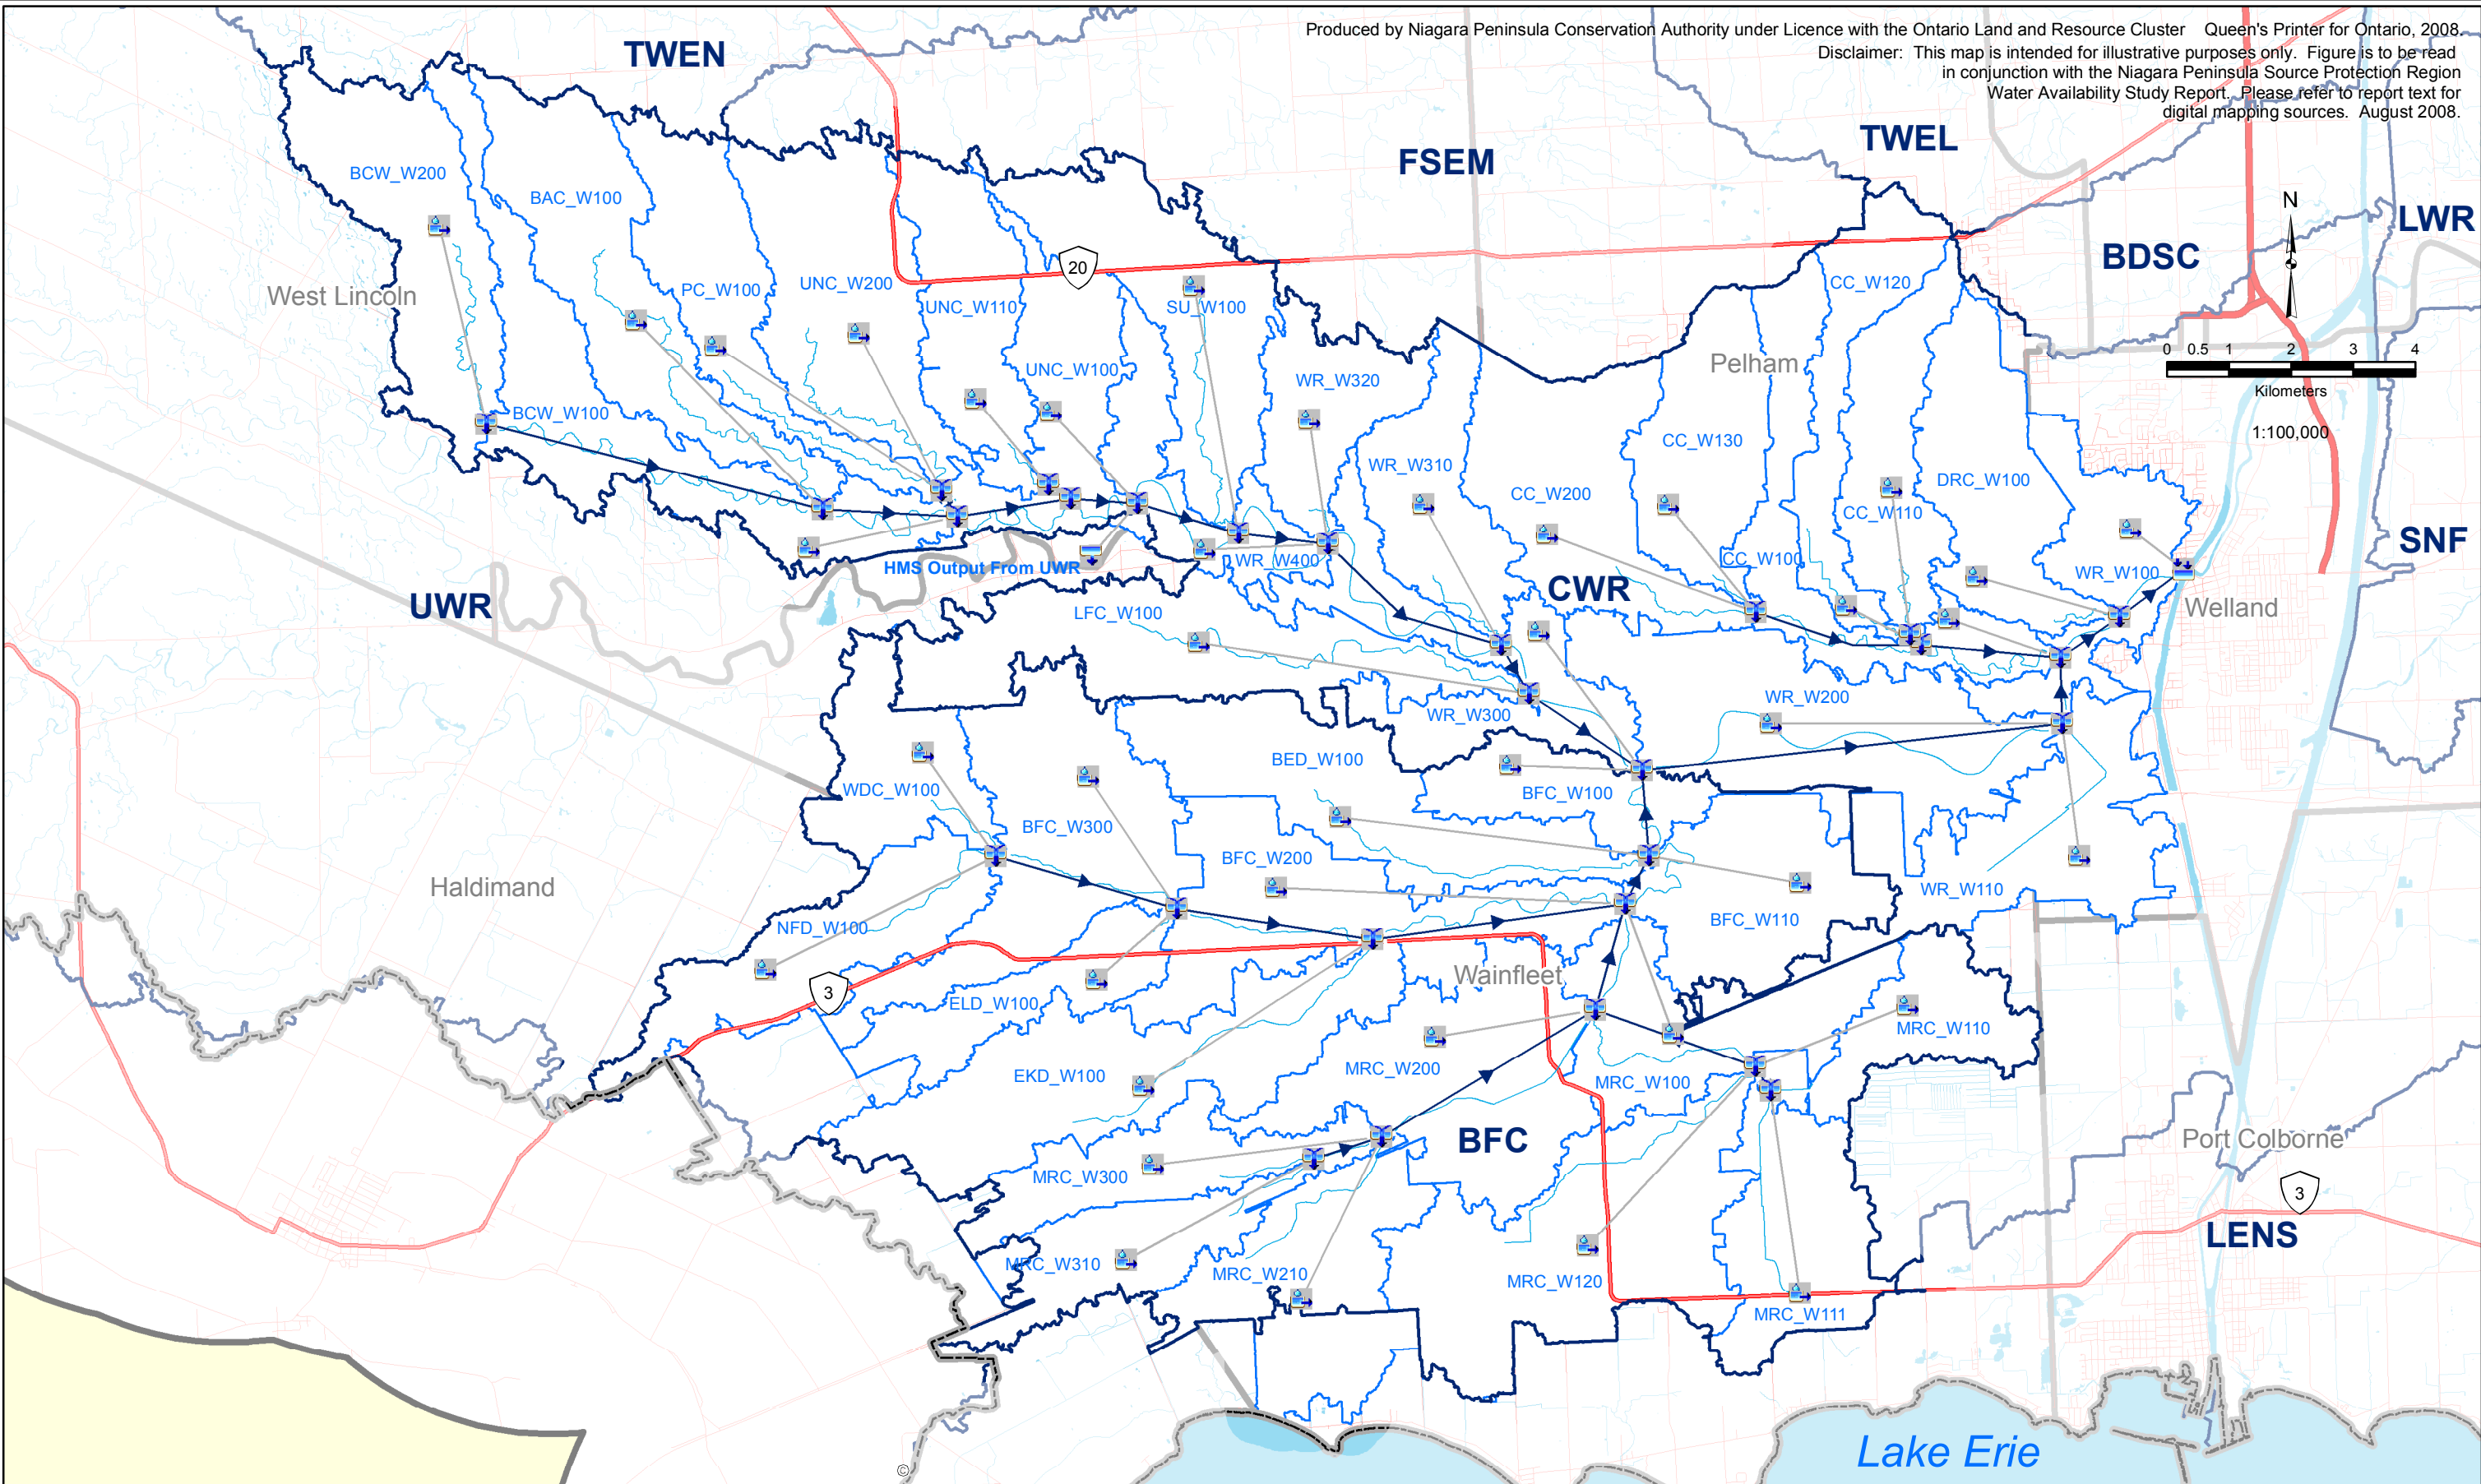 Produced by Niagara Peninsula Conservation Authority under Licence with the Ontario Land and Resource Cluster Queen's Printer for Ontario, 2008.
Disclaimer: This map is intended for illustrative purposes only. Figure is to be read
in conjunction with the Niagara Peninsula Source Protection Region
Water Availability Study Report. Please refer to report text for
digital mapping sources. August 2008.
TWEN
TWEL
FSEM
BCW_W200
BAC_W100
N
LWR
BDSC
West Lincoln
PC_W100
UNC_W200
20
UNC_W110
SU_W100
CC_W120
0 0.5 1 2 3 4
Kilometers
1:100,000
UNC_W100
WR_W320
Pelham
BCW_W100
CC_W130
WR_W310
CC_W200
DRC_W100
CC_W110
SNF
HMS Output From UWR
WR_W400
CC_W100
WR_W100
UWR
CWR
Welland
LFC_W100
WR_W300
WR_W200
BED_W100
WDC_W100
BFC_W100
BFC_W300
BFC_W200
Haldimand
WR_W110
NFD_W100
BFC_W110
Wainfleet
3
ELD_W100
MRC_W110
EKD_W100
MRC_W200
MRC_W100
BFC
Port Colborne
MRC_W300
3
LENS
MRC_W310
MRC_W210
MRC_W120
MRC_W111
Lake Erie
©